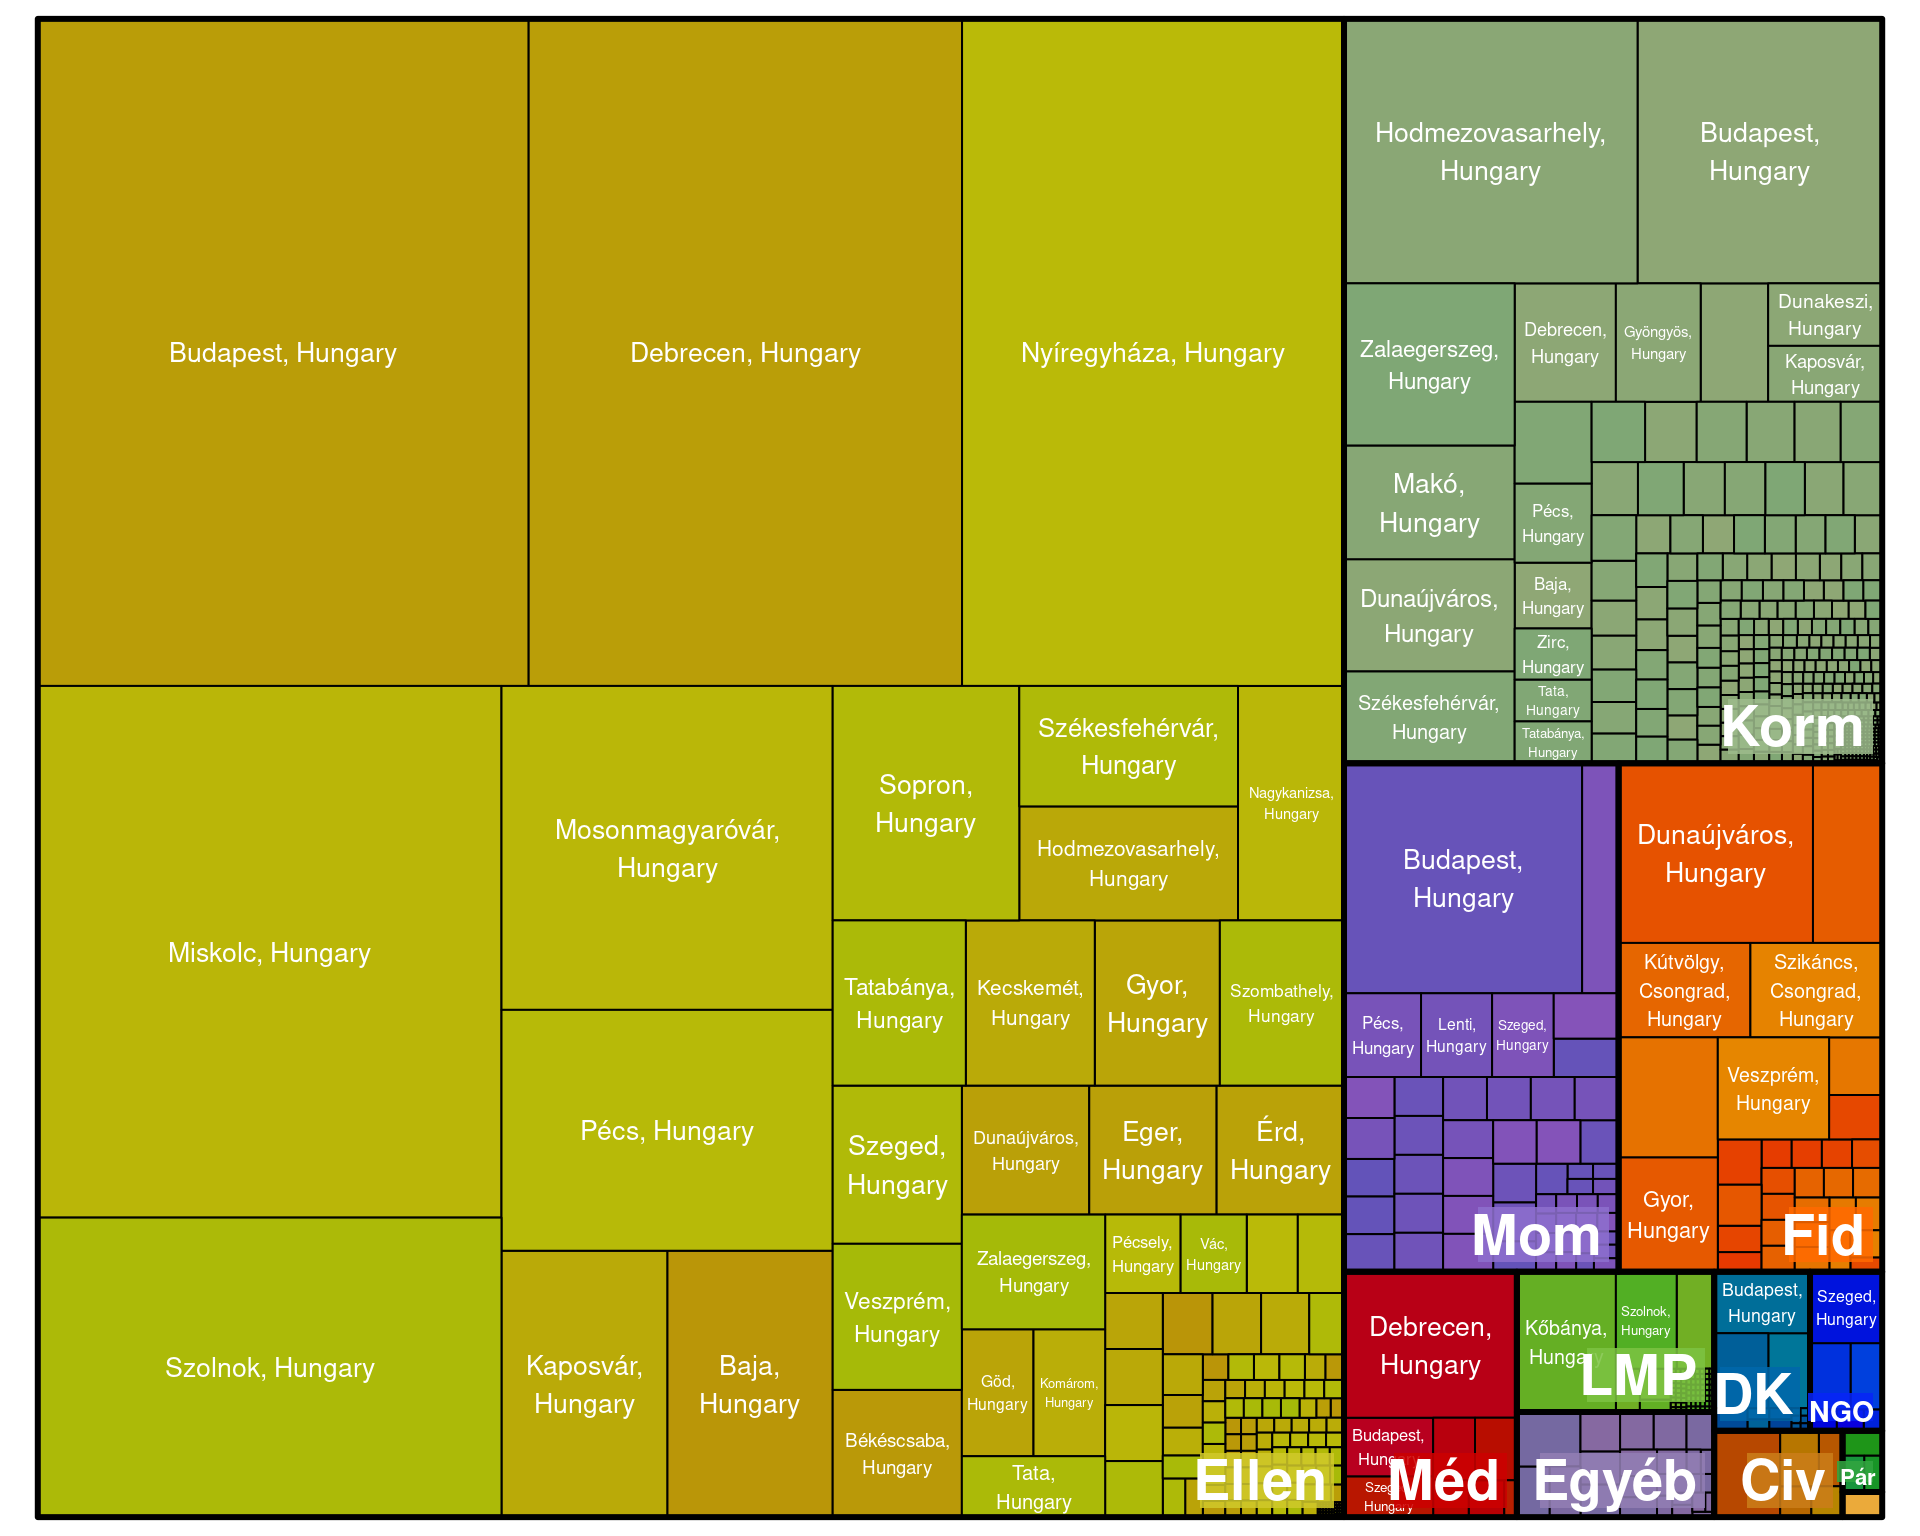 Budapest, Hungary
Debrecen, Hungary
Nyíregyháza, Hungary
Miskolc, Hungary
Szolnok, Hungary
Mosonmagyaróvár,
Hungary
Pécs, Hungary
Kaposvár,
Hungary
Baja,
Hungary
Sopron,
Hungary
Székesfehérvár,
Hungary
Hodmezovasarhely,
Hungary
Nagykanizsa,
Hungary
Tatabánya,
Hungary
Kecskemét,
Hungary
Gyor,
Hungary
Szombathely,
Hungary
Szeged,
Hungary
Veszprém,
Hungary
Békéscsaba,
Hungary
Dunaújváros,
Hungary
Eger,
Hungary
Érd,
Hungary
Zalaegerszeg,
Hungary
Pécsely,
Hungary
Vác,
Hungary
Göd,
Hungary
Komárom,
Hungary
Tata,
Hungary
Ellen
Hodmezovasarhely,
Hungary
Budapest,
Hungary
Zalaegerszeg,
Hungary
Debrecen,
Hungary
Gyöngyös,
Hungary
Dunakeszi,
Hungary
Kaposvár,
Hungary
Makó,
Hungary
Dunaújváros,
Hungary
Székesfehérvár,
Hungary
Pécs,
Hungary
Baja,
Hungary
Zirc,
Hungary
Tata,
Hungary
Tatabánya,
Hungary
Korm
Budapest,
Hungary
Pécs,
Hungary
Lenti,
Hungary
Szeged,
Hungary
Mom
Dunaújváros,
Hungary
Kútvölgy,
Csongrad,
Hungary
Szikáncs,
Csongrad,
Hungary
Veszprém,
Hungary
Gyor,
Hungary
Fid
Debrecen,
Hungary
Budapest,
Hungary
Szeged,
Hungary
Méd
Kőbánya,
Hungary
Szolnok,
Hungary
LMP
Budapest,
Hungary
DK
Szeged,
Hungary
NGO
Egyéb
Civ
Pár